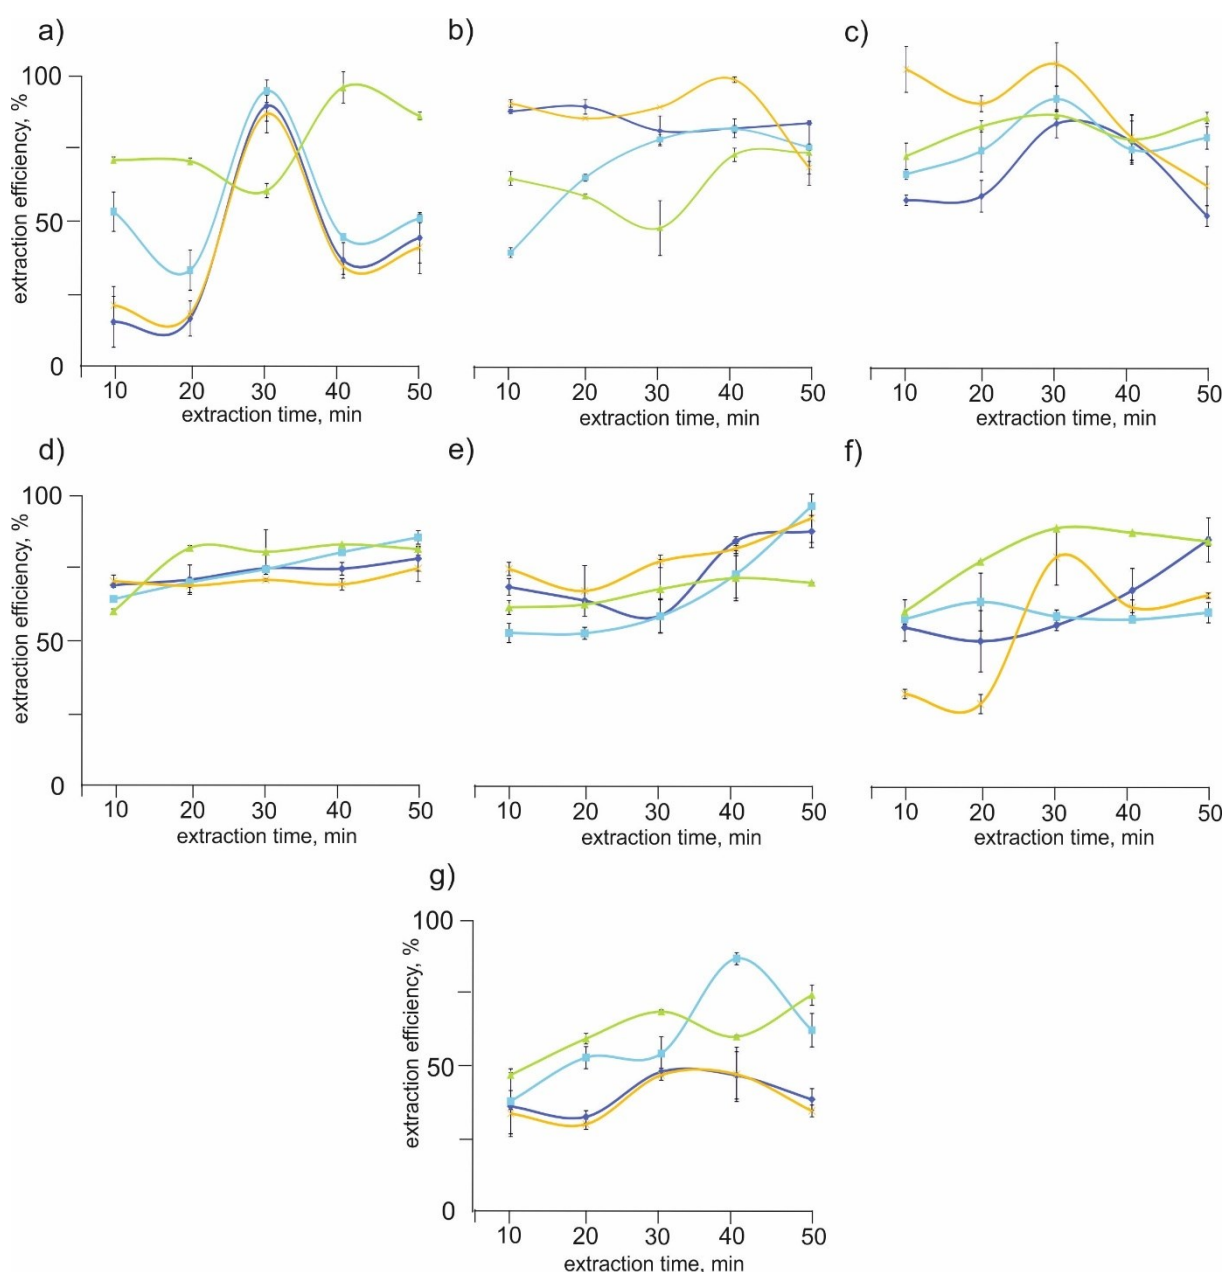 a)
b)
c)
100
50
0
extraction efficiency, %
10 20 30 40 50
extraction time, min
10 20 30 40 50
extraction time, min
10 20 30 40 50
extraction time, min
d)
e)
f)
100
50
0
extraction efficiency, %
10 20 30 40 50
extraction time, min
10 20 30 40 50
extraction time, min
10 20 30 40 50
extraction time, min
g)
100
50
0
extraction efficiency, %
10 20 30 40 50
extraction time, min